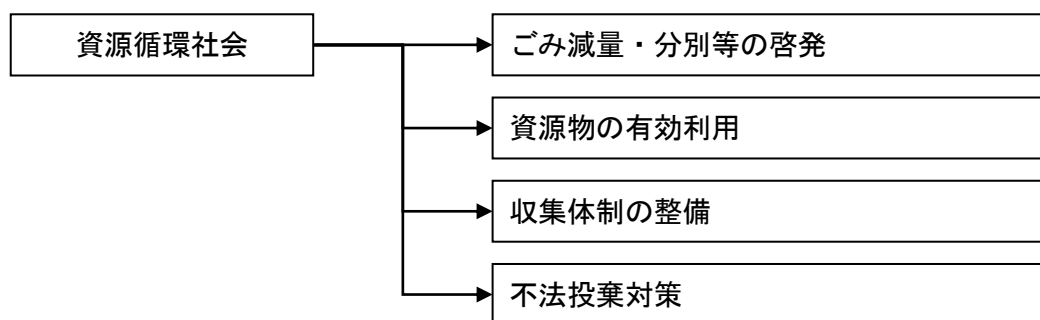 資源循環社会
ごみ減量・分別等の啓発
資源物の有効利用
収集体制の整備
不法投棄対策